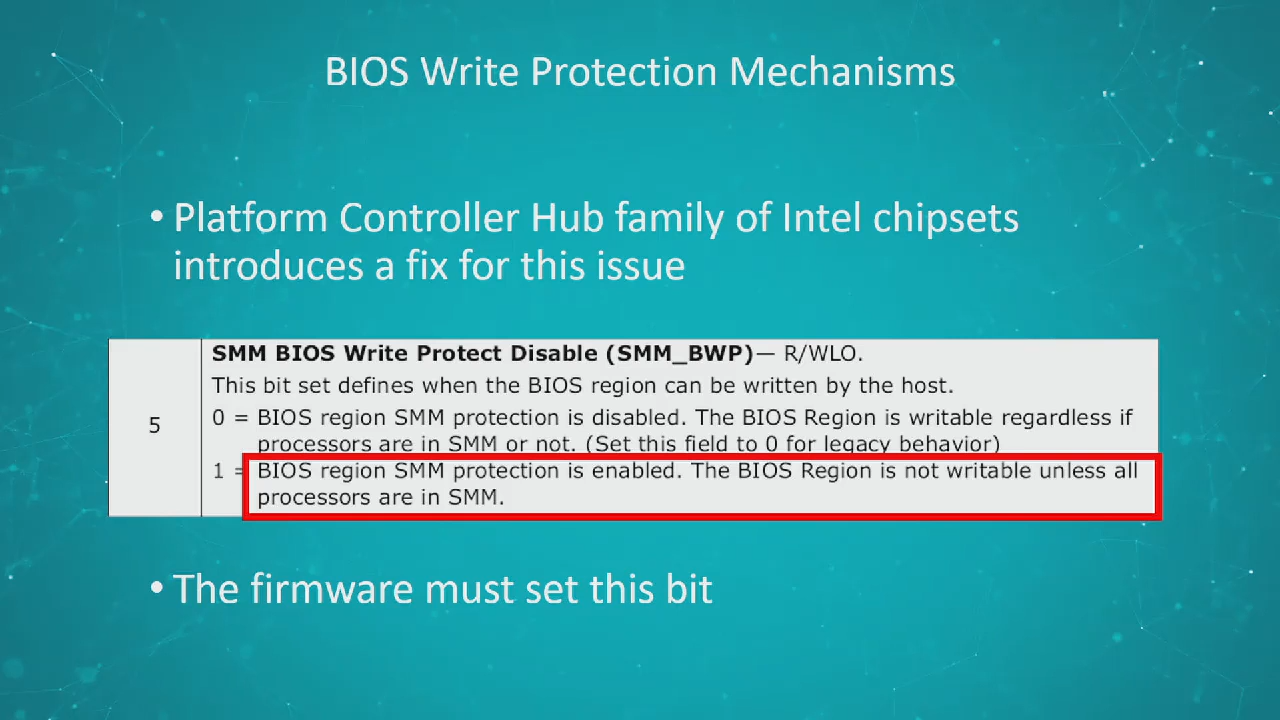 BIOS Write Protection Mechanisms
• Platform Controller Hub family of Intel chipsets
introduces a fix for this issue
5
SMM BIOS Write Protect Disable (SMM_BWP)— R/WLO.
This bit set defines when the BIOS region can be written by the host.
0 = BIOS region SMM protection is disabled. The BIOS Region is writable regardless if
processors are in SMM or not. (Set this field to 0 for legacy behavior)
1 = BIOS region SMM protection is enabled. The BIOS Region is not writable unless all
processors are in SMM.
• The firmware must set this bit